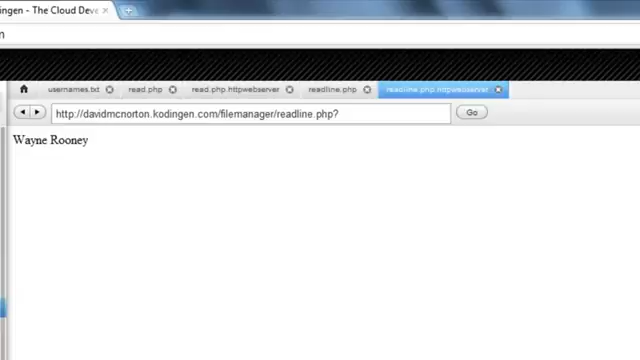 ingen - The Cloud Deve
m
usernames.txt read.php read.php.httpwebserver readline.php readline.php.httpwebserver
http://davidmcnorton.kodingen.com/filemanager/readline.php? Go
Wayne Rooney